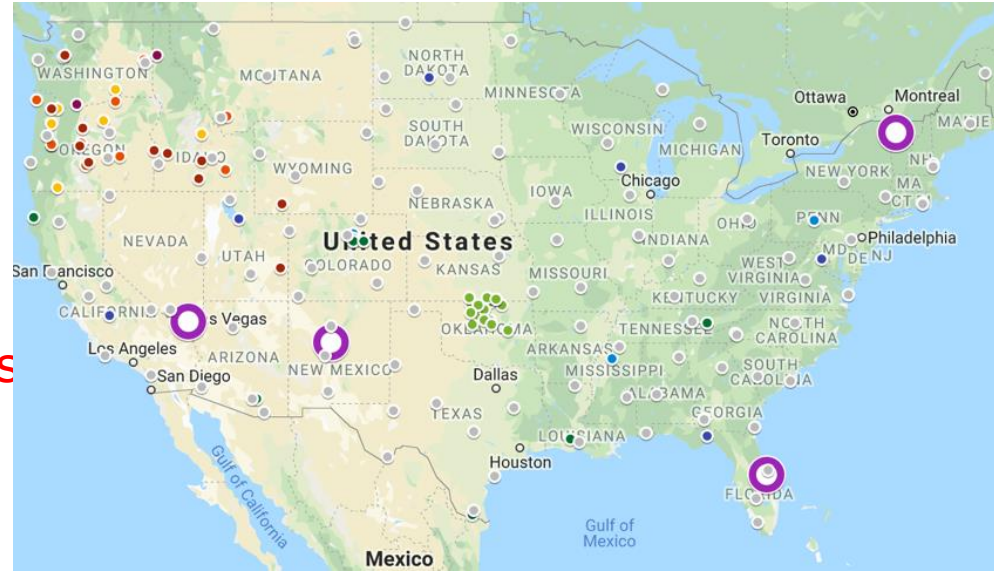 NORTH
DAKOTA
WASHINGTON
MONTANA
MINNESOTA
Ottawa
Montreal
MAINE
SOUTH
DAKOTA
WISCONSIN
MICHIGAN
Toronto
OREGON
IDAHO
WYOMING
Chicago
NEW YORK
NH
MA
CT
RI
IOWA
NEBRASKA
ILLINOIS
INDIANA
OHIO
PENN
Philadelphia
NEVADA
UTAH
United States
COLORADO
KANSAS
MISSOURI
MD
DE
NJ
WEST
VIRGINIA
San Francisco
KENTUCKY
VIRGINIA
CALIFORNIA
s Vegas
OKLAHOMA
TENNESSEE
NORTH
CAROLINA
Los Angeles
ARIZONA
NEW MEXICO
ARKANSAS
MISSISSIPPI
SOUTH
CAROLINA
s
San Diego
Dallas
ALABAMA
GEORGIA
TEXAS
LOUISIANA
Houston
Gulf of
California
FLORIDA
Gulf of
Mexico
Mexico